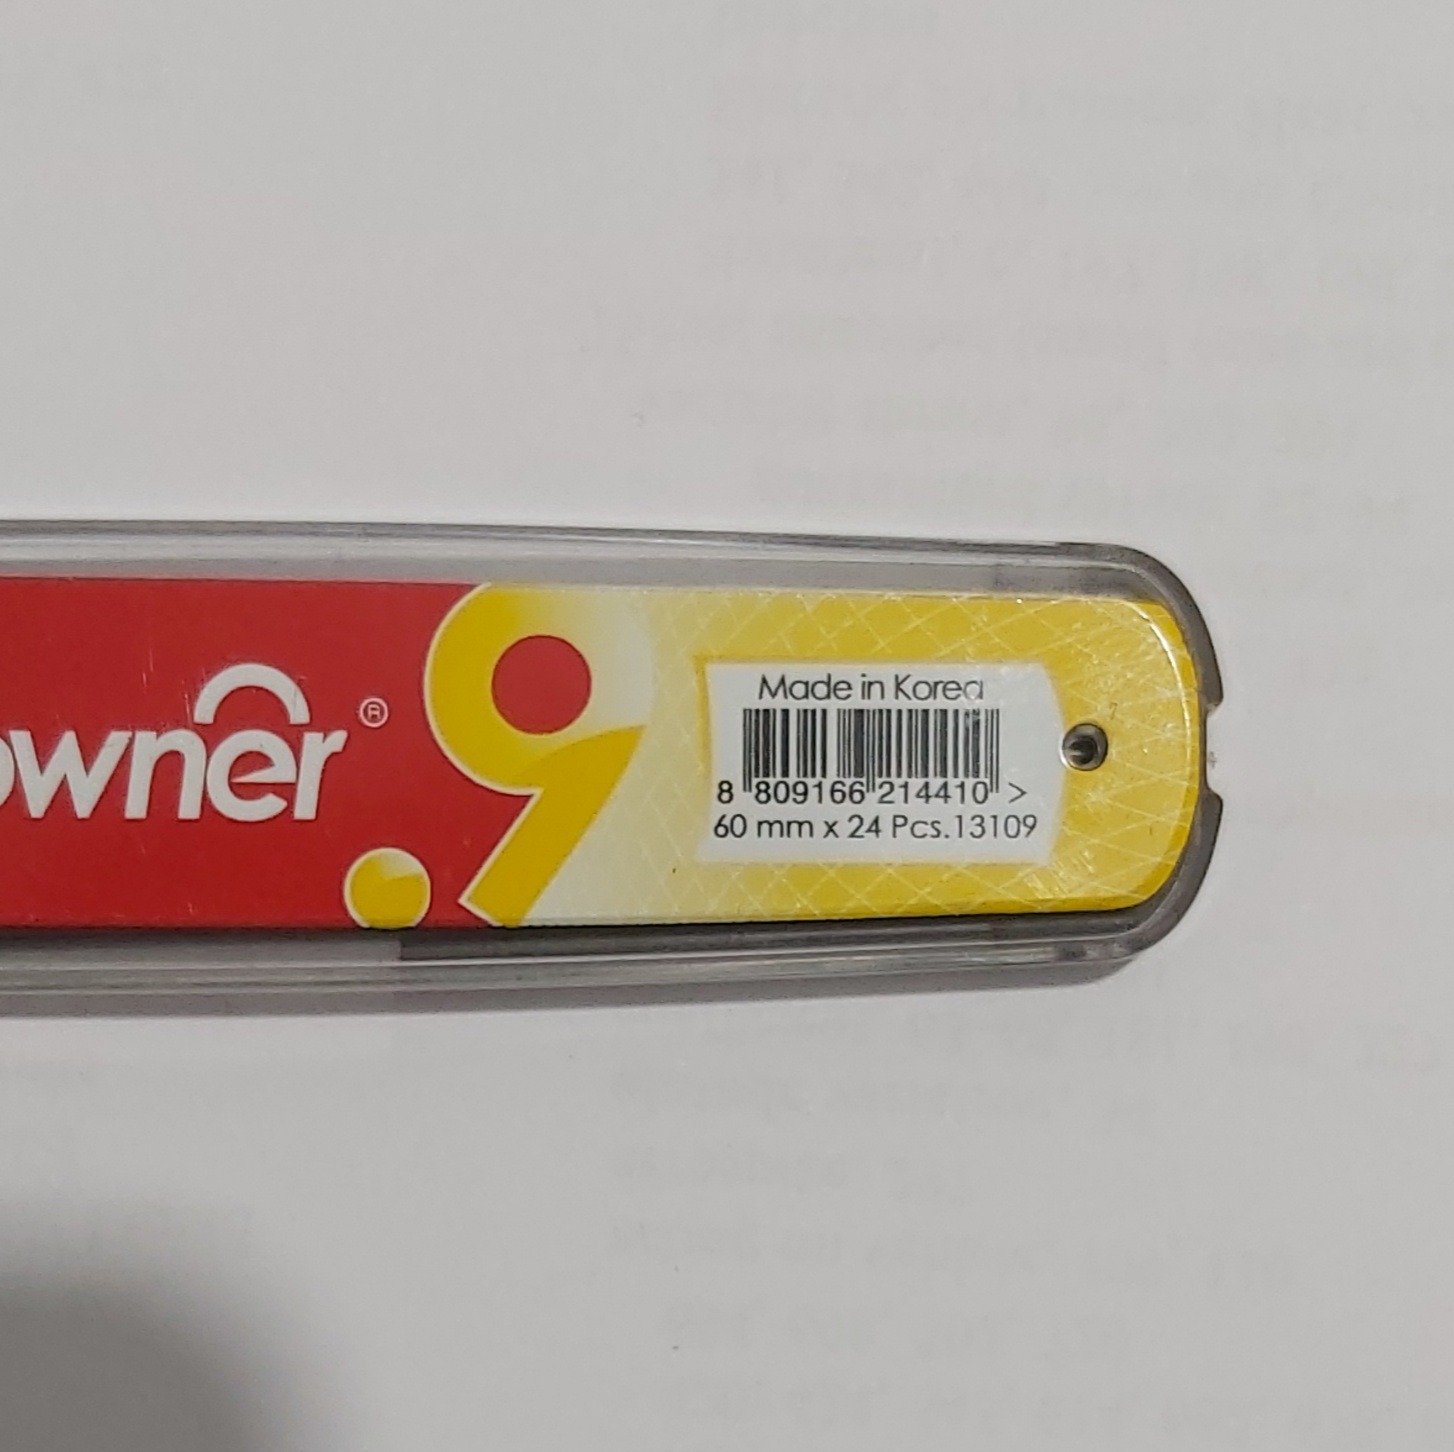 owner®
.9
Made in Korea
8 809166 214410 >
60 mm x 24 Pcs.13109